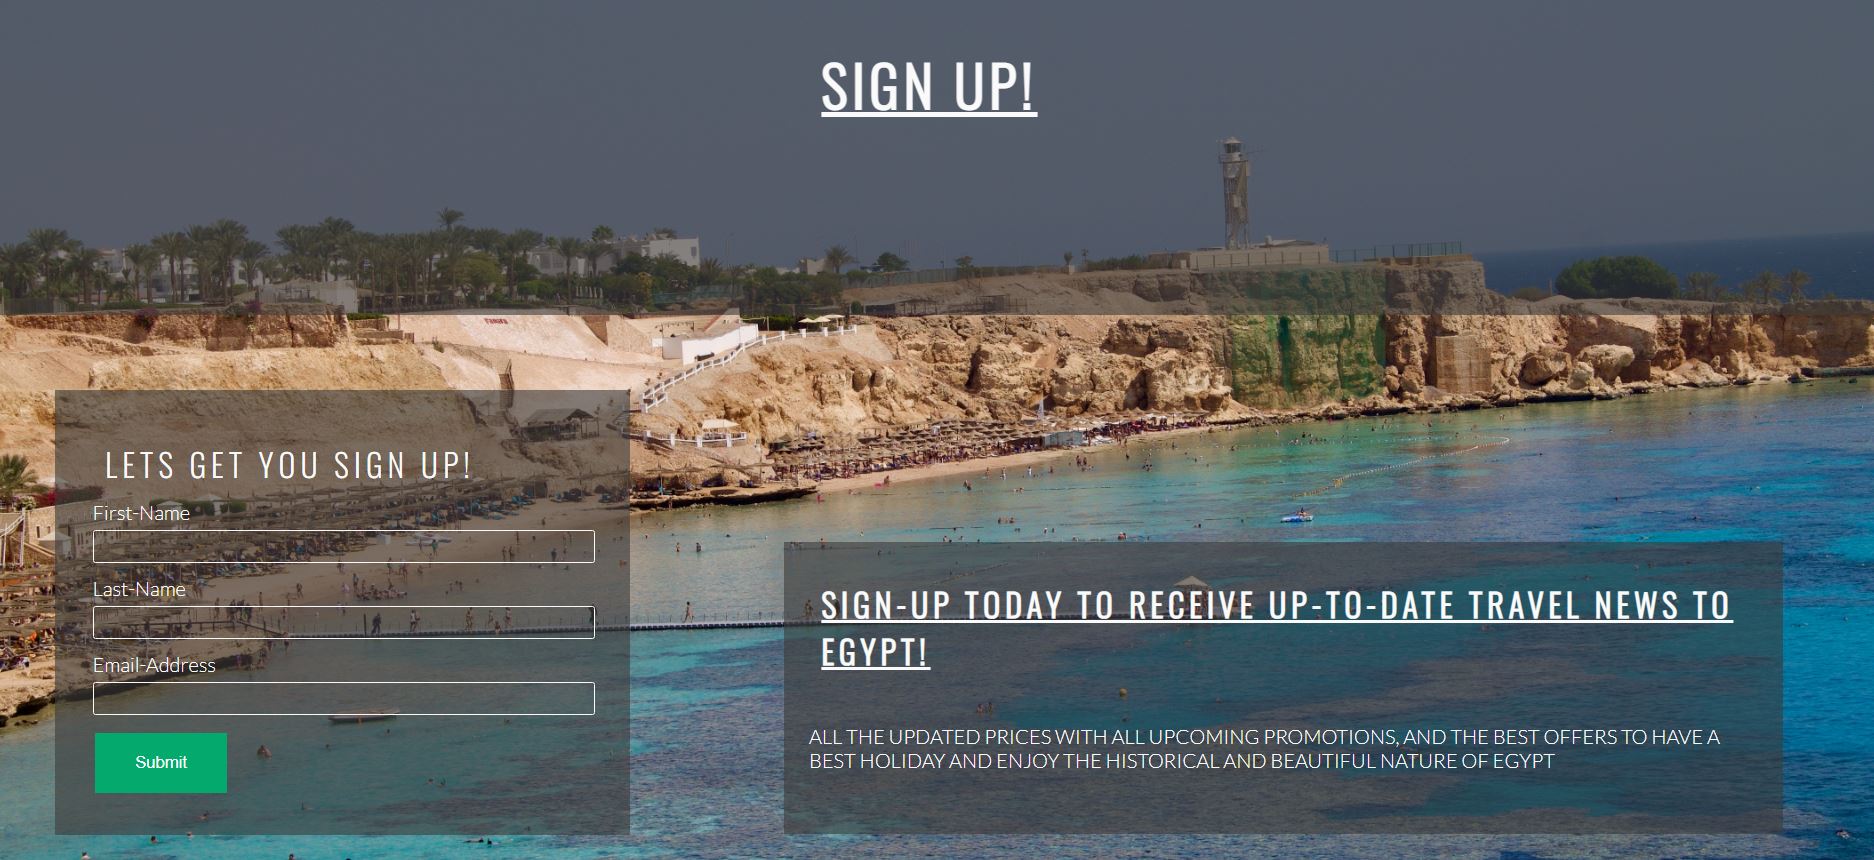 SIGN UP!
LETS GET YOU SIGN UP!
First-Name
Last-Name
Email-Address
Submit
SIGN-UP TODAY TO RECEIVE UP-TO-DATE TRAVEL NEWS TO
EGYPT!
ALL THE UPDATED PRICES WITH ALL UPCOMING PROMOTIONS, AND THE BEST OFFERS TO HAVE A
BEST HOLIDAY AND ENJOY THE HISTORICAL AND BEAUTIFUL NATURE OF EGYPT